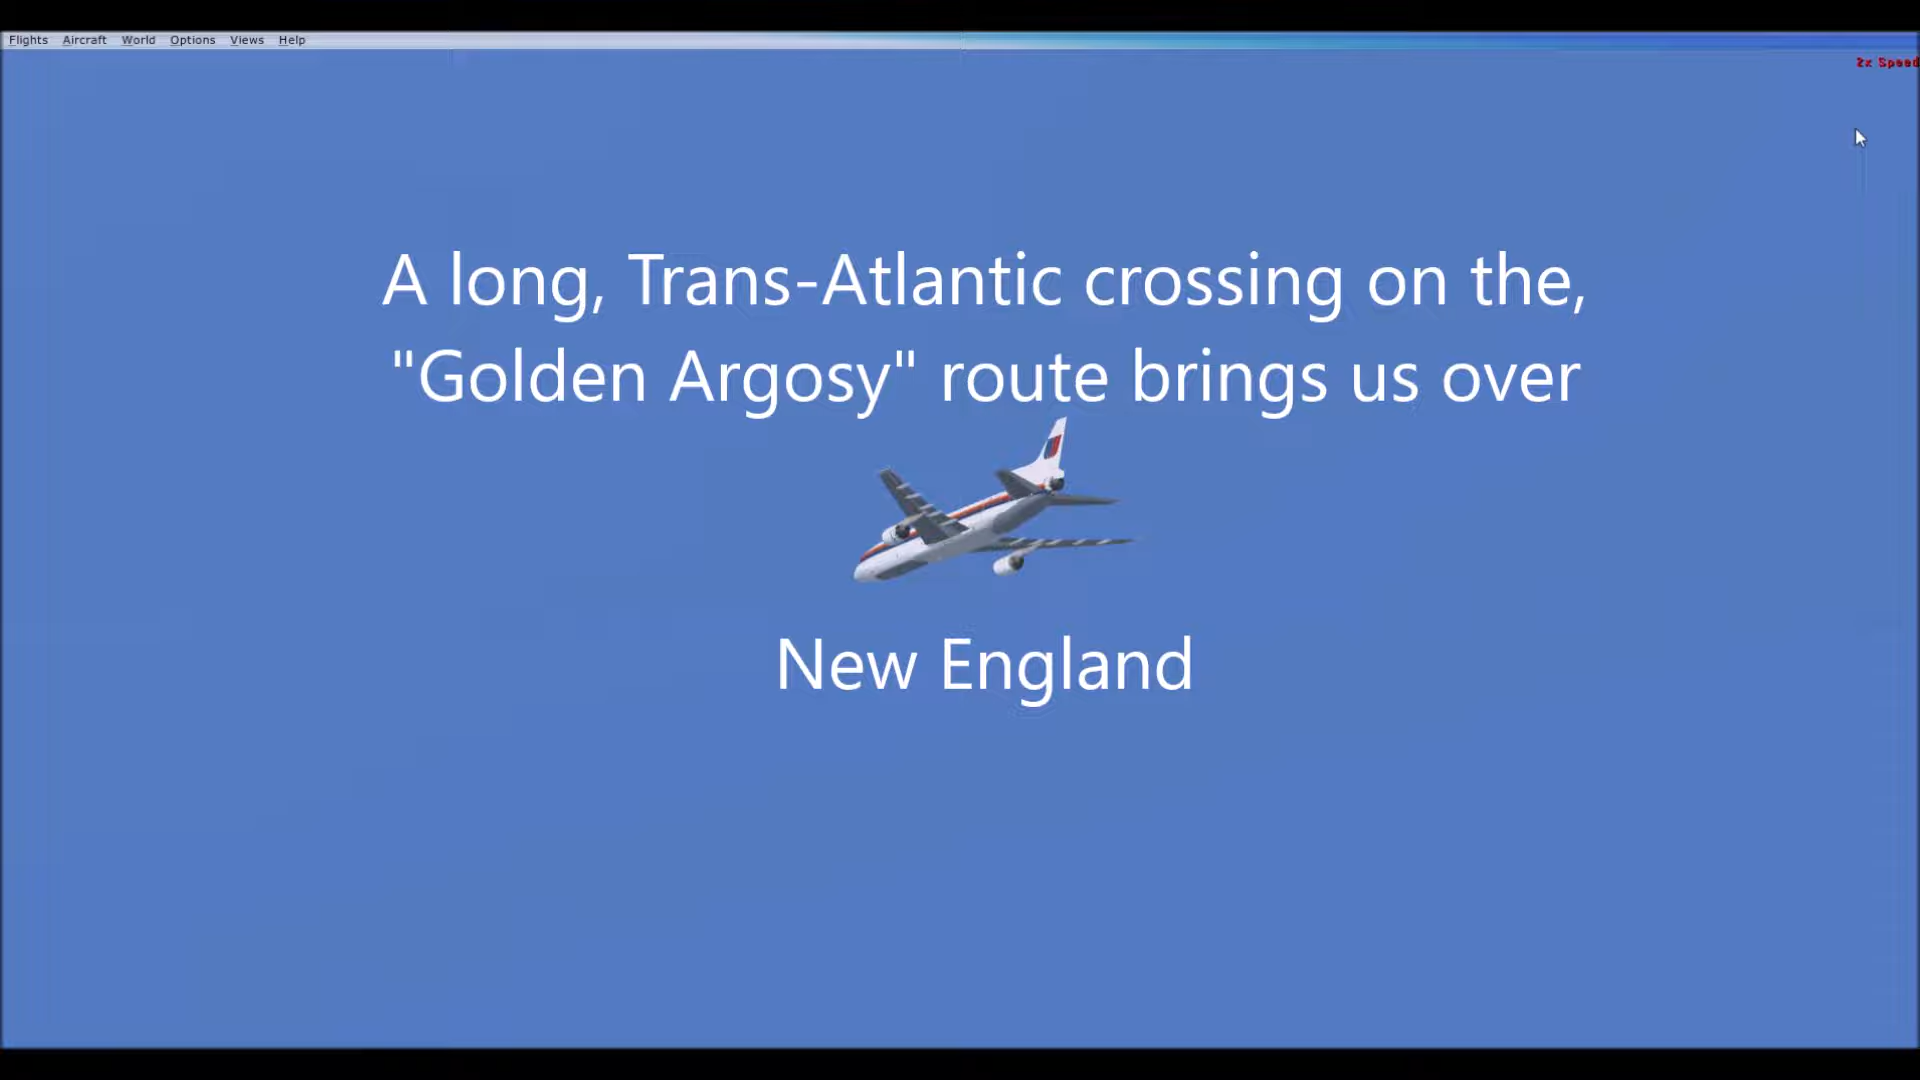 Flights Aircraft World Options Views Help
2x Speed
A long, Trans-Atlantic crossing on the,
"Golden Argosy" route brings us over
New England